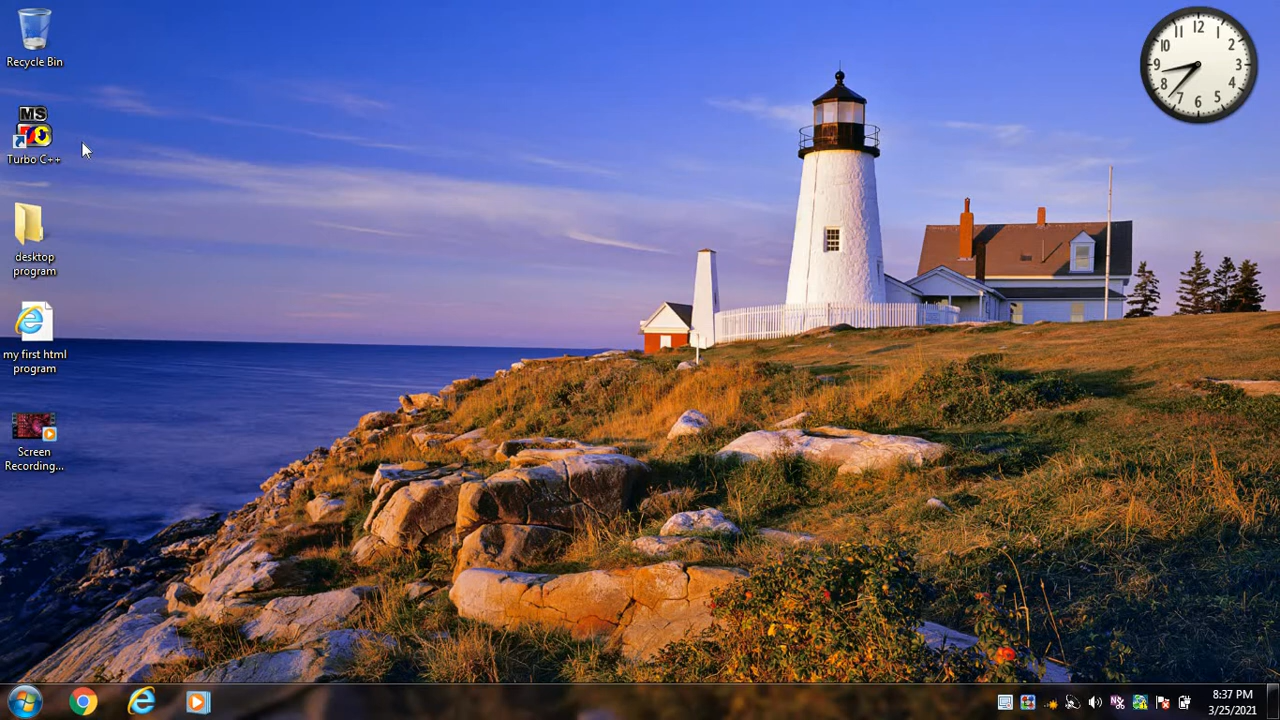 Recycle Bin
MS
Turbo C++
desktop
program
my first html
program
Screen
Recording...
12
11
1
10
2
9
3
8
4
7
5
6
8:37 PM
3/25/2021